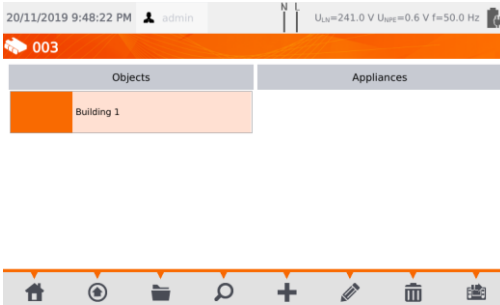 20/11/2019 9:48:22 PM admin N L ULN=241.0 V UNPE=0.6 V f=50.0 Hz
003
Objects Appliances
Building 1